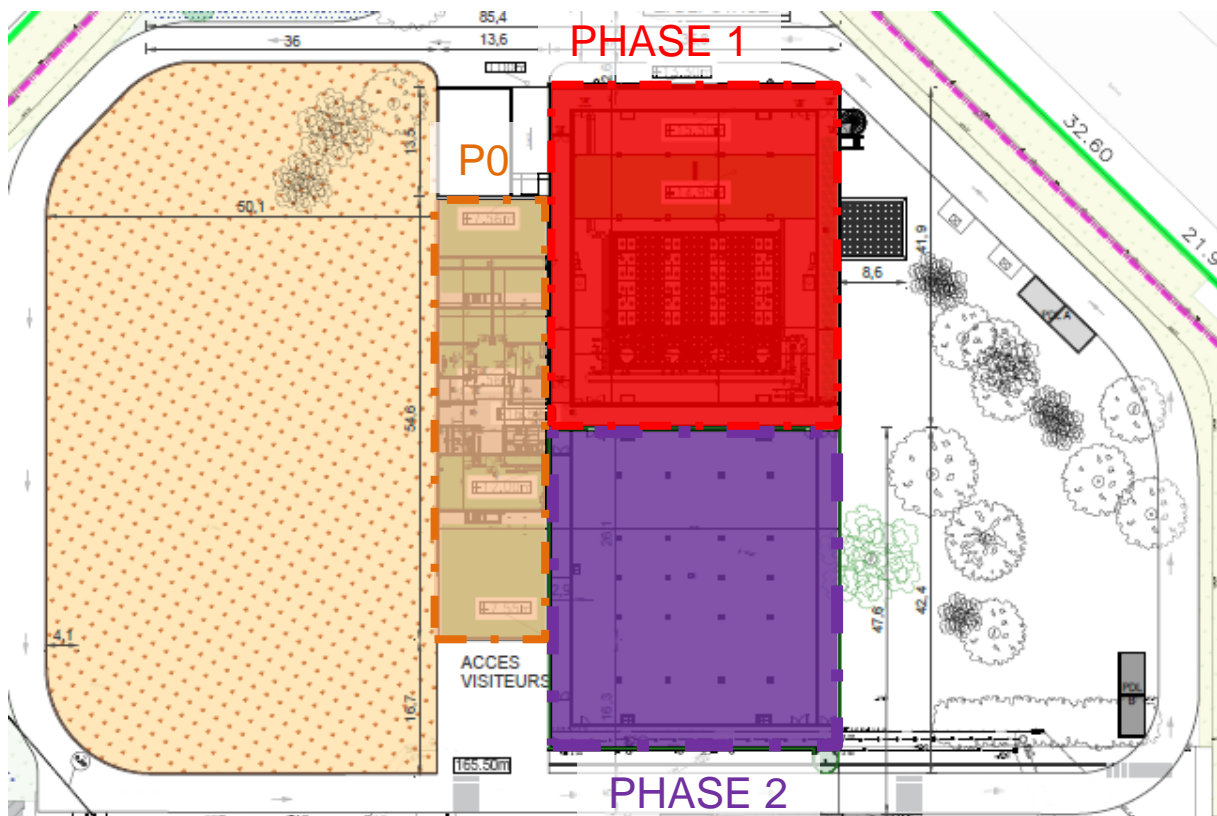 85,4
36
13,6
PHASE 1
32.60
13,5
P0
50,1
41,9
21.9
8,6
PDL A
54,6
26,1
42,4
47,6
4,1
ACCES
VISITEURS
PDL
B
16,7
16,3
165.50m
PHASE 2